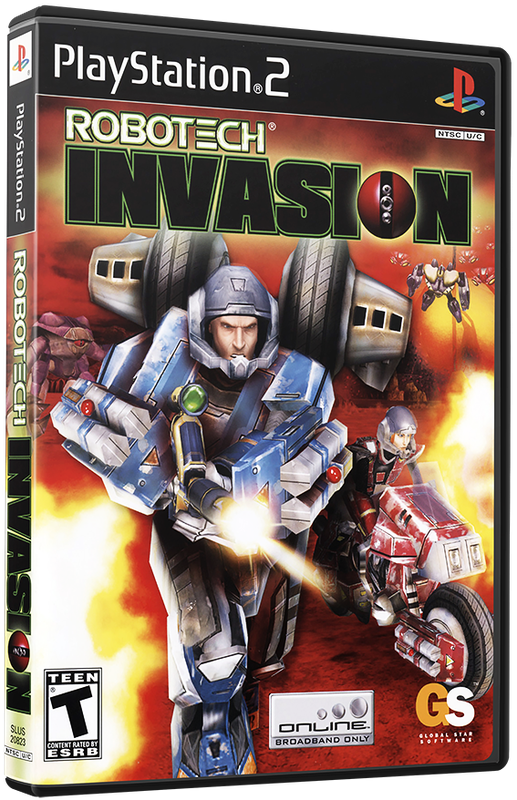 PlayStation®2
NTSC U/C
ROBOTECH®
INVASION
TEEN
T
CONTENT RATED BY
ESRB
ONLINE
BROADBAND ONLY
GS
GLOBAL STAR
SOFTWARE
PlayStation®2
ROBOTECH
INVASION
SLUS
20823
NTSC U/C